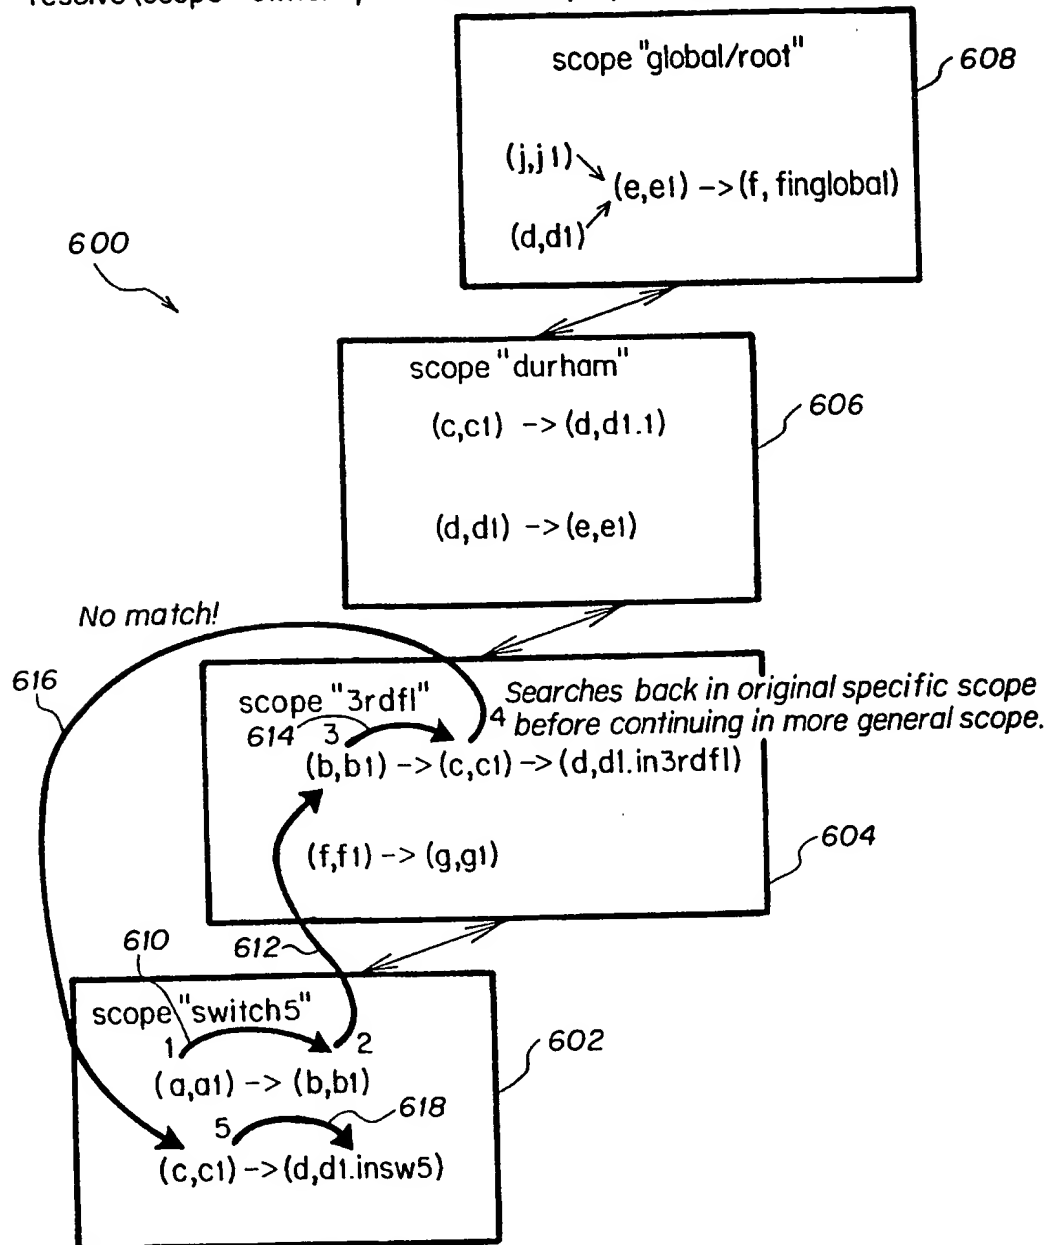 scope "global/root"
608
(j,j1)
(e,e1) -> (f, finglobal)
(d,d1)
600
scope "durham"
606
(c,c1) -> (d,d1.1)
(d,d1) -> (e,e1)
No match!
616
scope "3rdfl"
4 Searches back in original specific scope
before continuing in more general scope.
614 3
(b,b1) -> (c,c1) -> (d,d1.in3rdfl)
604
(f,f1) -> (g,g1)
610
612
scope "switch5"
1 2
602
(a,a1) -> (b,b1)
5 618
(c,c1) -> (d,d1.insw5)